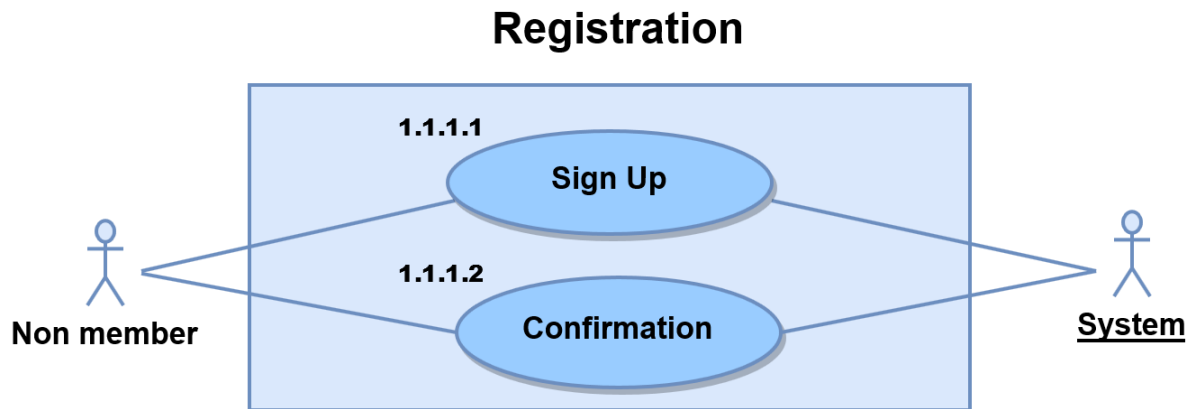 Registration
1.1.1.1
Sign Up
1.1.1.2
Confirmation
Non member
System